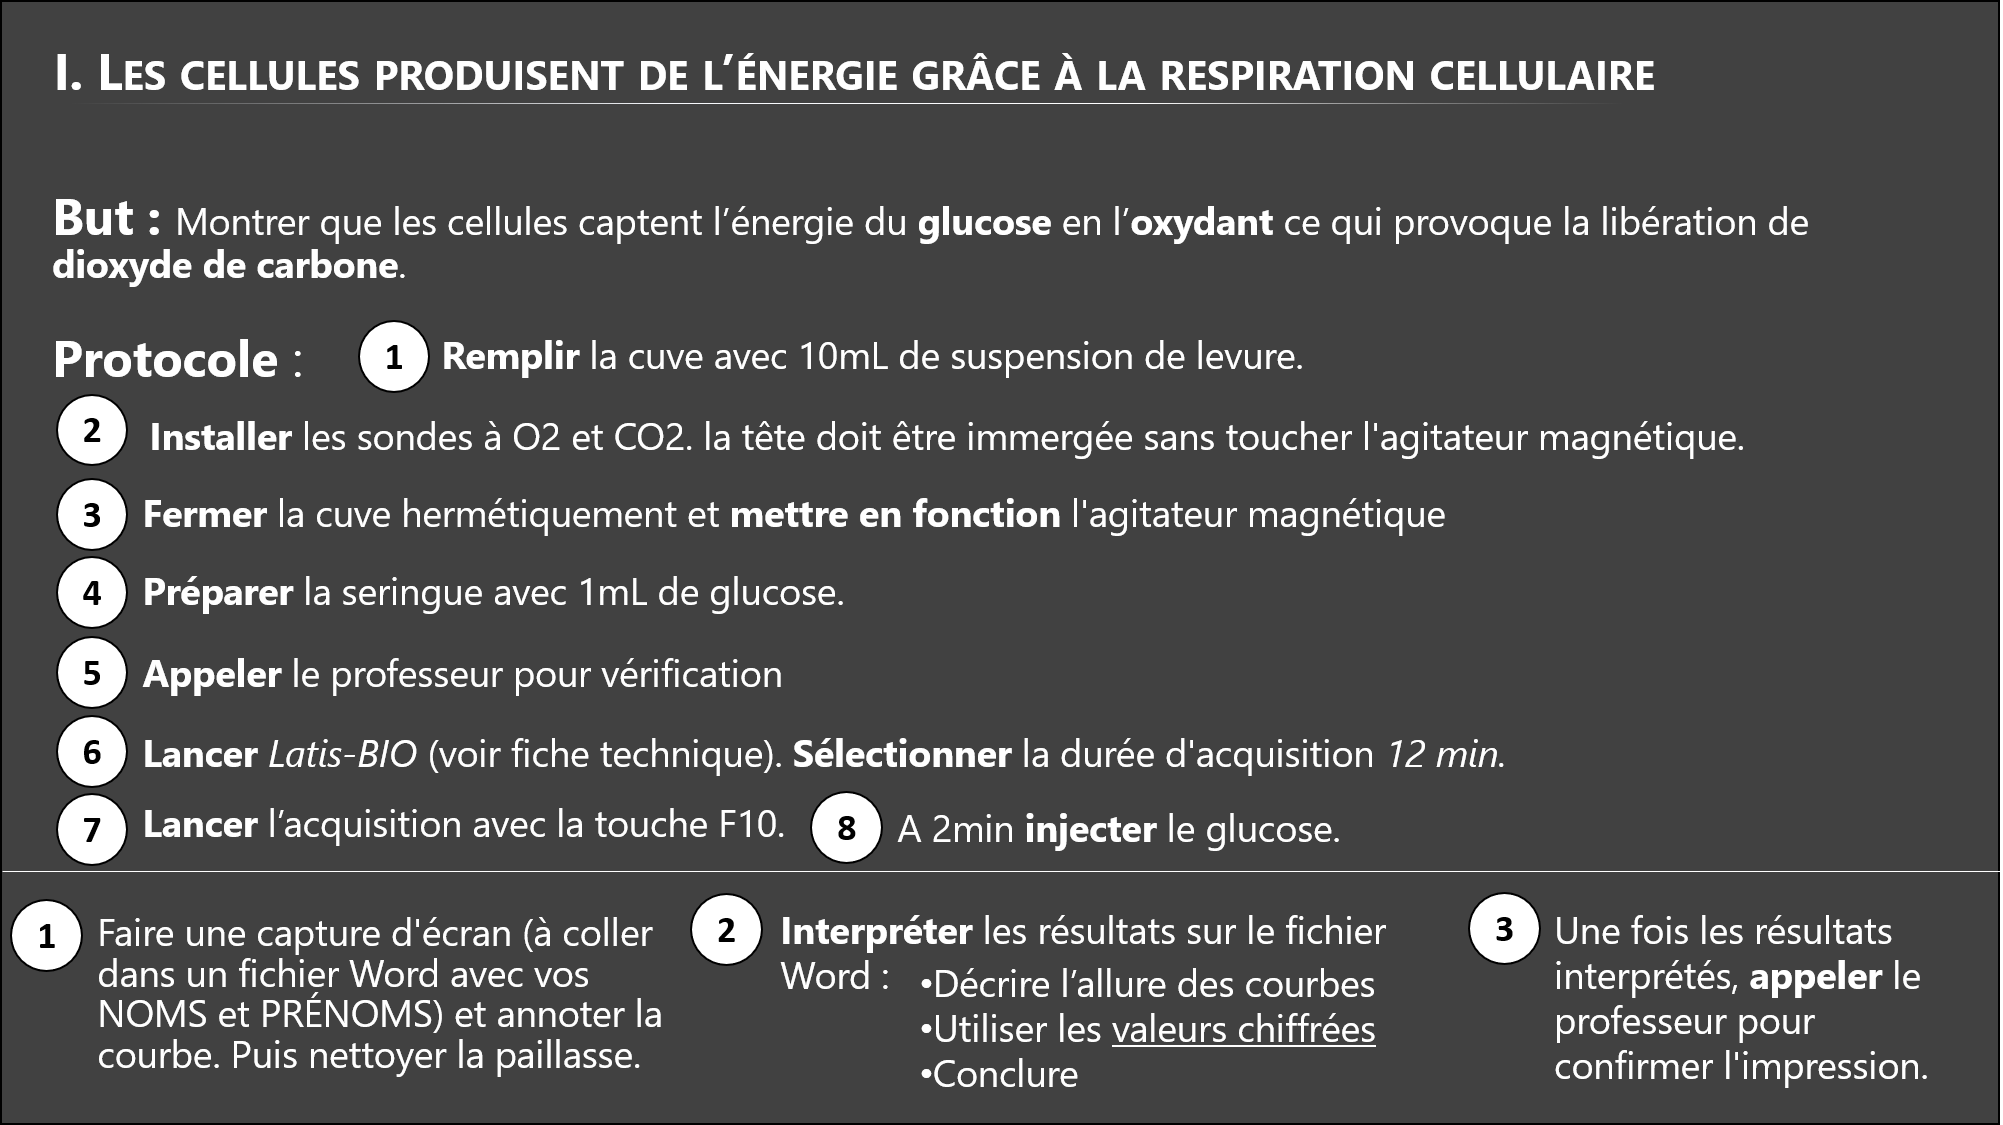 I. LES CELLULES PRODUISENT DE L’ÉNERGIE GRÂCE À LA RESPIRATION CELLULAIRE
But : Montrer que les cellules captent l’énergie du glucose en l’oxydant ce qui provoque la libération de
dioxyde de carbone.
Protocole :
1 Remplir la cuve avec 10mL de suspension de levure.
2 Installer les sondes à O2 et CO2. la tête doit être immergée sans toucher l'agitateur magnétique.
3 Fermer la cuve hermétiquement et mettre en fonction l'agitateur magnétique
4 Préparer la seringue avec 1mL de glucose.
5 Appeler le professeur pour vérification
6 Lancer Latis-BIO (voir fiche technique). Sélectionner la durée d'acquisition 12 min.
7 Lancer l’acquisition avec la touche F10.
8 A 2min injecter le glucose.
1 Faire une capture d'écran (à coller
dans un fichier Word avec vos
NOMS et PRÉNOMS) et annoter la
courbe. Puis nettoyer la paillasse.
2 Interpréter les résultats sur le fichier
Word :
•Décrire l’allure des courbes
•Utiliser les valeurs chiffrées
•Conclure
3 Une fois les résultats
interprétés, appeler le
professeur pour
confirmer l'impression.